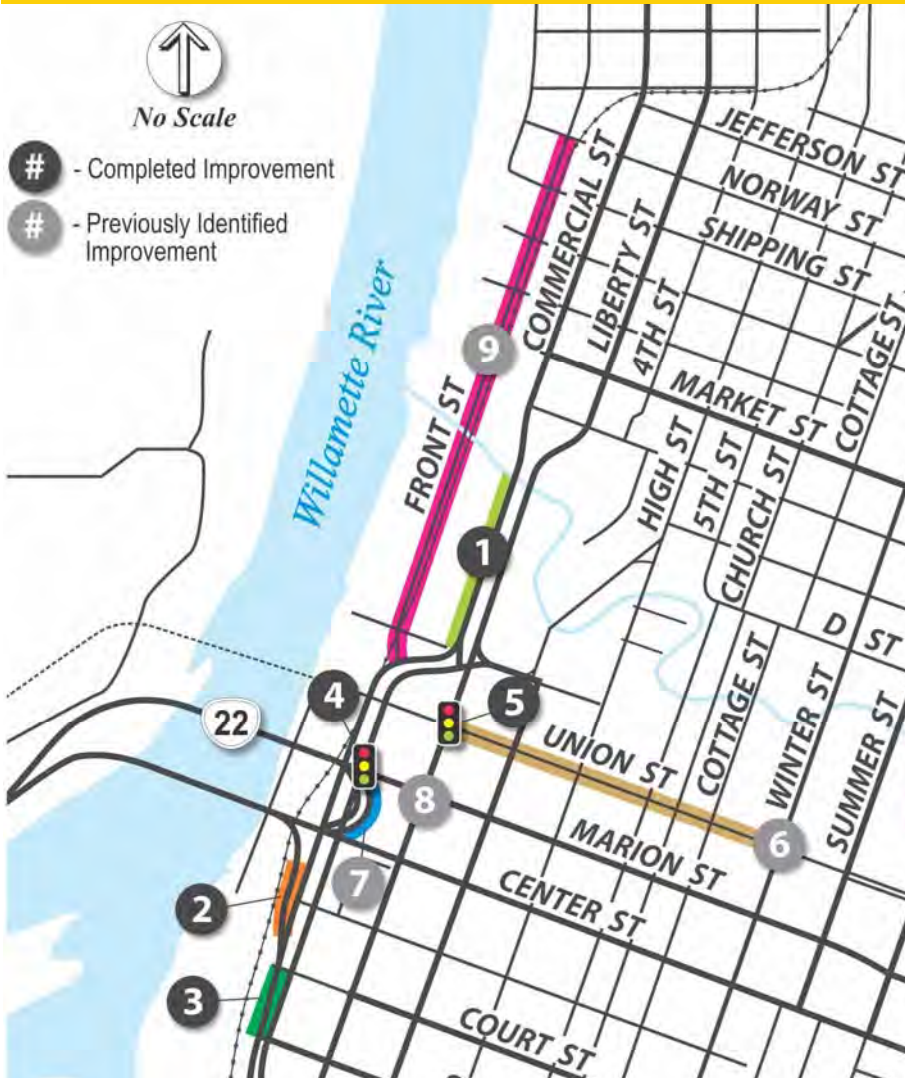 No Scale
# - Completed Improvement
# - Previously Identified
Improvement
Willamette River
JEFFERSON ST
NORWAY ST
SHIPPING ST
COMMERCIAL ST
LIBERTY ST
4TH ST
COTTAGE ST
MARKET ST
9
FRONT ST
HIGH ST
5TH ST
CHURCH ST
1
D ST
4
5
22
UNION ST
COTTAGE ST
WINTER ST
SUMMER ST
8
6
MARION ST
7
CENTER ST
2
3
COURT ST